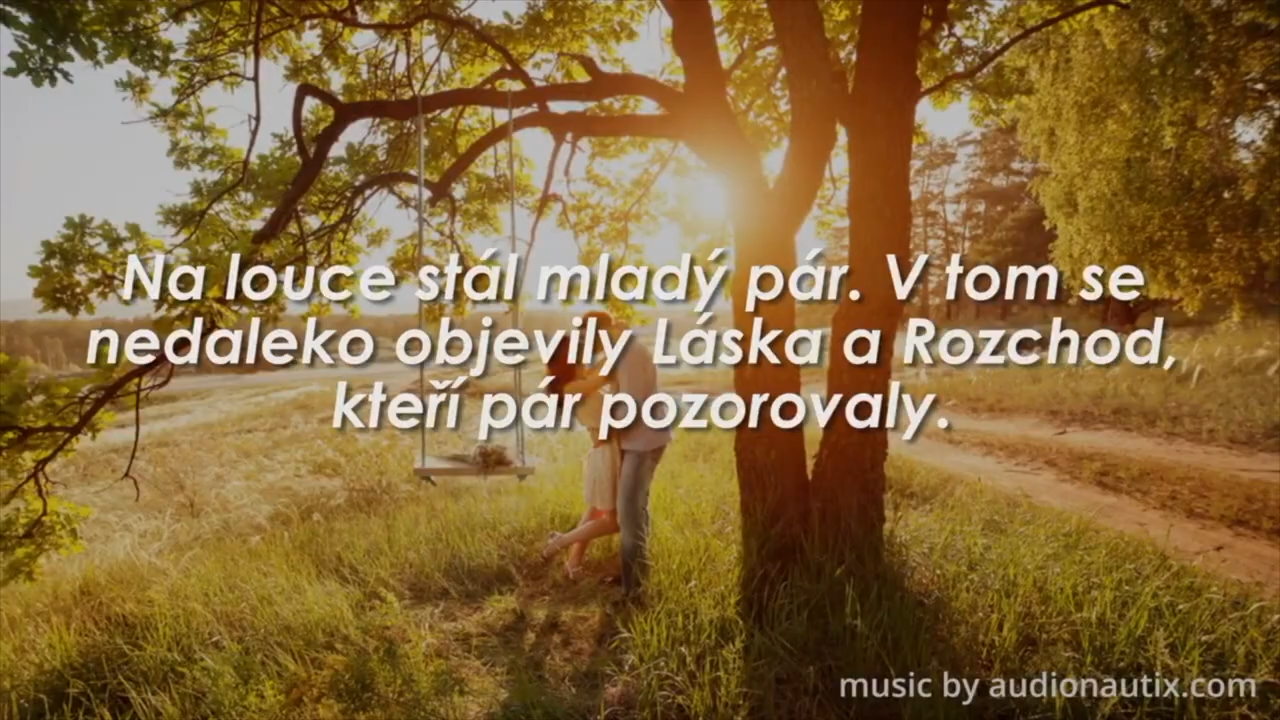 Na louce stál mladý pár. V tom se
nedaleko objevily Láska a Rozchod,
kteří pár pozorovaly.
music by audionautix.com